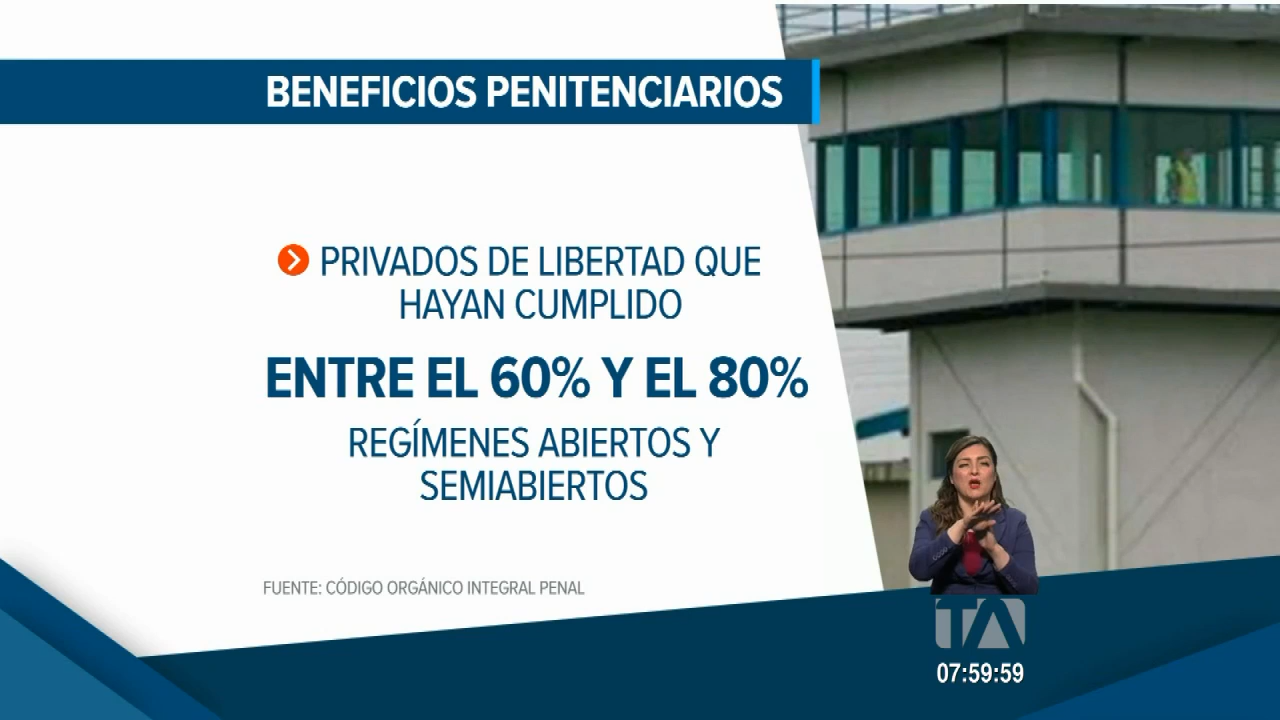 BENEFICIOS PENITENCIARIOS
PRIVADOS DE LIBERTAD QUE
HAYAN CUMPLIDO
ENTRE EL 60% Y EL 80%
REGÍMENES ABIERTOS Y
SEMIABIERTOS
FUENTE: CÓDIGO ORGÁNICO INTEGRAL PENAL
TA
07:59:59